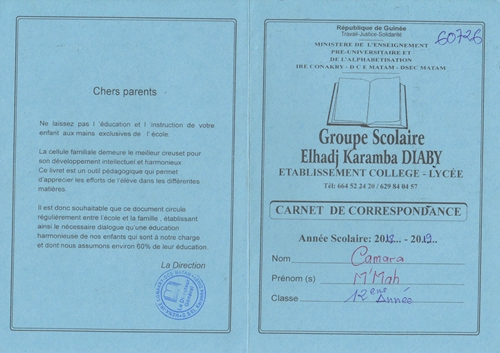 Chers parents
Ne laissez pas l 'éducation et l 'instruction de votre
enfant aux mains exclusives de l' école
La cellule familiale demeure le meilleur creuset pour
son développement intellectuel et harmonieux
Ce livret est un outil pédagogique qui permet
d'apprecier les efforts de l'élève dans les différentes
matières.
Il est donc souhaitable que ce document circule
régulièrement entre l'école et la famille , établissant
ainsi le nécessaire dialogue qu'une éducation
harmonieuse de nos enfants qui sont à notre charge
et dont nous assumons environ 60% de leur éducation.
La Direction
République de Guinée
Travail-Justice-Solidarité
60726
MINISTERE DE L'ENSEIGNEMENT
PRE-UNIVERSITAIRE ET
DE L'ALPHABETISATION
IRE CONAKRY - D C E MATAM - DSEC MATAM
Groupe Scolaire
Elhadj Karamba DIABY
ETABLISSEMENT COLLEGE - LYCÉE
Tél: 664 52 24 20 / 629 84 04 57
CARNET DE CORRESPONDANCE
Année Scolaire: 2018... - 2019...
Nom Camara
Prénom (s) M'Mah
Classe 12eme Année